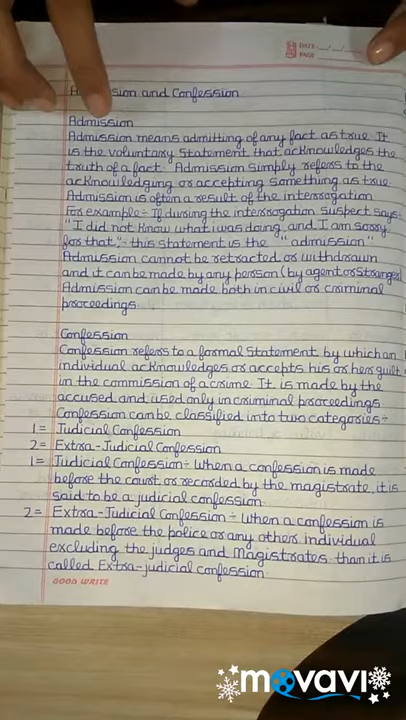 DATE
PAGE
sion and Confession
Admission
Admission means admitting of any fact as true. It
is the voluntary statement that acknowledges the
truth of a fact. Admission simply refers to the
acknowledging or accepting something as true
Admission is often a result of the interrogation
For example:- If during the interrogation suspect says:-
"I did not know what i was doing, and I am sorry
for that",- this statement is the "admission"
Admission cannot be retracted or withdrawn
and it can be made by any person (by agent or stranger)
Admission can be made both in civil or criminal
proceedings.
Confession
Confession refers to a formal statement by which an
individual acknowledges or accepts his or her guilt
in the commission of a crume. It is made by the
accused and used only in criminal proceedings
Confession can be classified into two categories:-
1= Judicial Confession
2= Extra-Judicial Confession
1= Judicial Confession:- When a confession is made
before the court or recorded by the magistrate, it is
said to be a judicial confession.
2= Extra-Judicial Confession:- When a confession is
made before the police or any other individual
excluding the judges and Magistrates than it is
called Extra-judicial confession.
GOOD WRITE
movavi